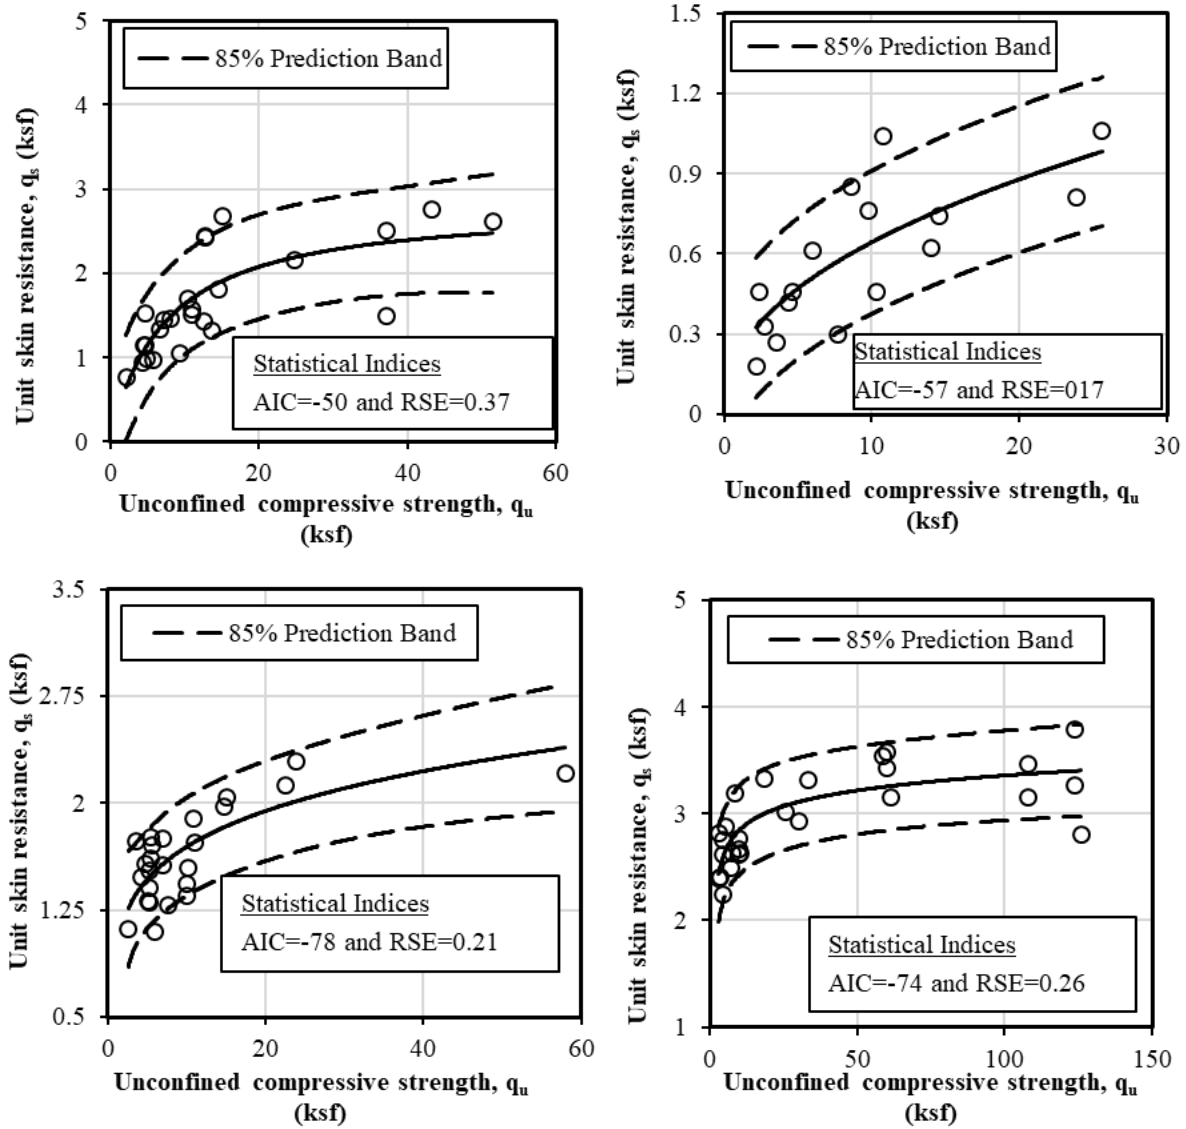 85% Prediction Band
Unit skin resistance, qs (ksf)
5
4
3
2
1
0
Statistical Indices
AIC=-50 and RSE=0.37
0
20
40
60
Unconfined compressive strength, qu
(ksf)
85% Prediction Band
Unit skin resistance, qs (ksf)
1.5
1.2
0.9
0.6
0.3
0
Statistical Indices
AIC=-57 and RSE=017
0
10
20
30
Unconfined compressive strength, qu
(ksf)
85% Prediction Band
Unit skin resistance, qs (ksf)
3.5
2.75
2
1.25
0.5
Statistical Indices
AIC=-78 and RSE=0.21
0
20
40
60
Unconfined compressive strength, qu
(ksf)
85% Prediction Band
Unit skin resistance, qs (ksf)
5
4
3
2
1
Statistical Indices
AIC=-74 and RSE=0.26
0
50
100
150
Unconfined compressive strength, qu
(ksf)